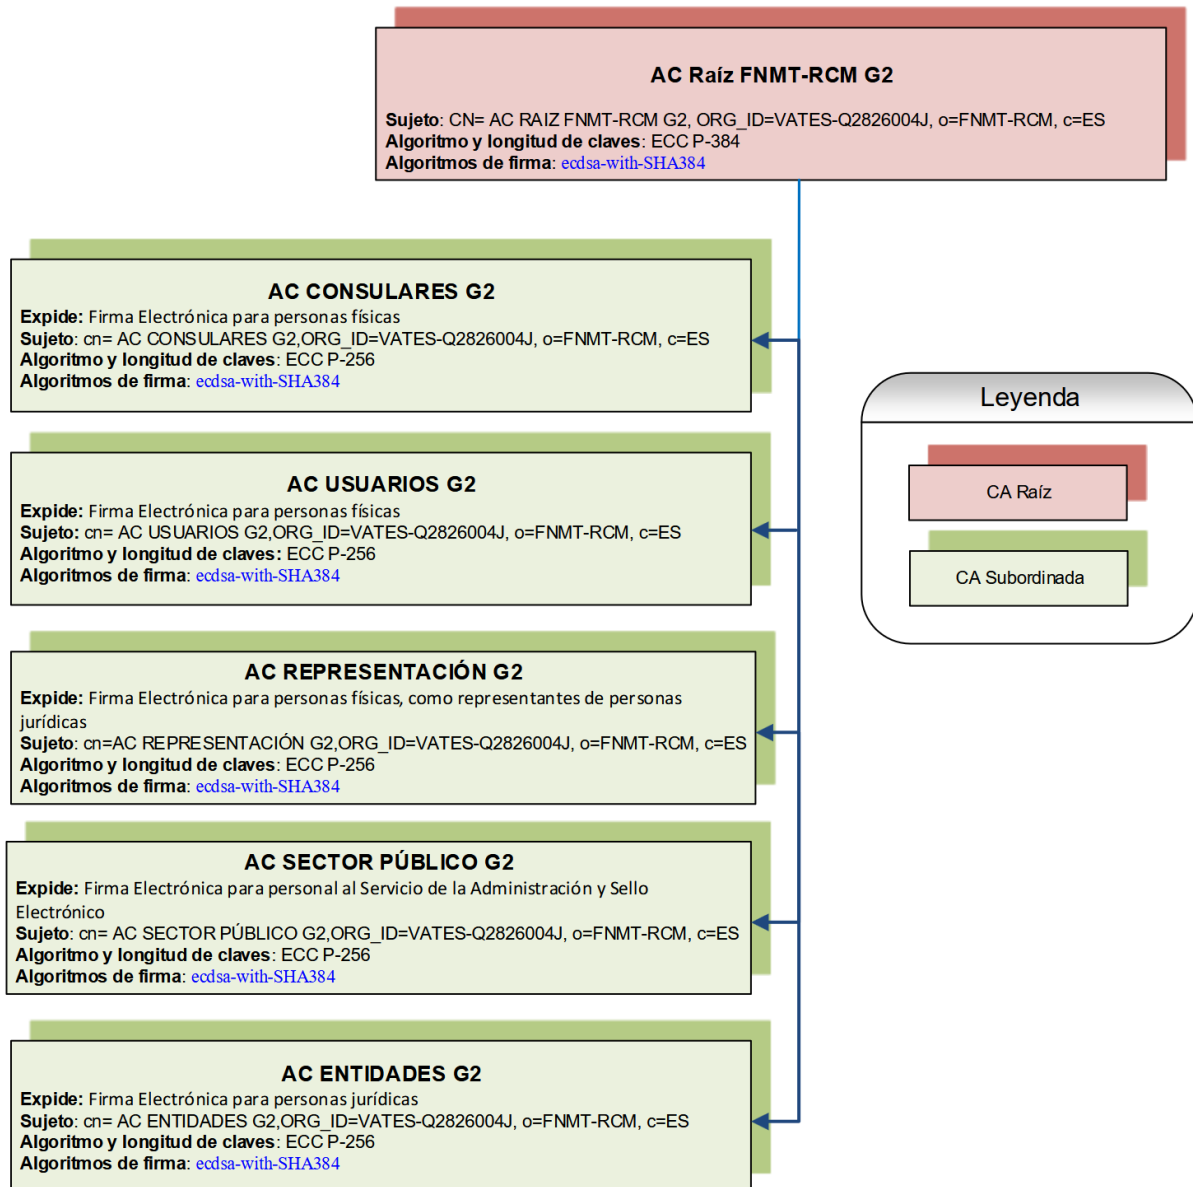 AC Raíz FNMT-RCM G2
Sujeto: CN= AC RAIZ FNMT-RCM G2, ORG_ID=VATES-Q2826004J, o=FNMT-RCM, c=ES
Algoritmo y longitud de claves: ECC P-384
Algoritmos de firma: ecdsa-with-SHA384
AC CONSULARES G2
Expide: Firma Electrónica para personas físicas
Sujeto: cn= AC CONSULARES G2,ORG_ID=VATES-Q2826004J, o=FNMT-RCM, c=ES
Algoritmo y longitud de claves: ECC P-256
Algoritmos de firma: ecdsa-with-SHA384
AC USUARIOS G2
Expide: Firma Electrónica para personas físicas
Sujeto: cn= AC USUARIOS G2,ORG_ID=VATES-Q2826004J, o=FNMT-RCM, c=ES
Algoritmo y longitud de claves: ECC P-256
Algoritmos de firma: ecdsa-with-SHA384
AC REPRESENTACIÓN G2
Expide: Firma Electrónica para personas físicas, como representantes de personas
jurídicas
Sujeto: cn=AC REPRESENTACIÓN G2,ORG_ID=VATES-Q2826004J, o=FNMT-RCM, c=ES
Algoritmo y longitud de claves: ECC P-256
Algoritmos de firma: ecdsa-with-SHA384
AC SECTOR PÚBLICO G2
Expide: Firma Electrónica para personal al Servicio de la Administración y Sello
Electrónico
Sujeto: cn= AC SECTOR PÚBLICO G2,ORG_ID=VATES-Q2826004J, o=FNMT-RCM, c=ES
Algoritmo y longitud de claves: ECC P-256
Algoritmos de firma: ecdsa-with-SHA384
AC ENTIDADES G2
Expide: Firma Electrónica para personas jurídicas
Sujeto: cn= AC ENTIDADES G2,ORG_ID=VATES-Q2826004J, o=FNMT-RCM, c=ES
Algoritmo y longitud de claves: ECC P-256
Algoritmos de firma: ecdsa-with-SHA384
Leyenda
CA Raíz
CA Subordinada